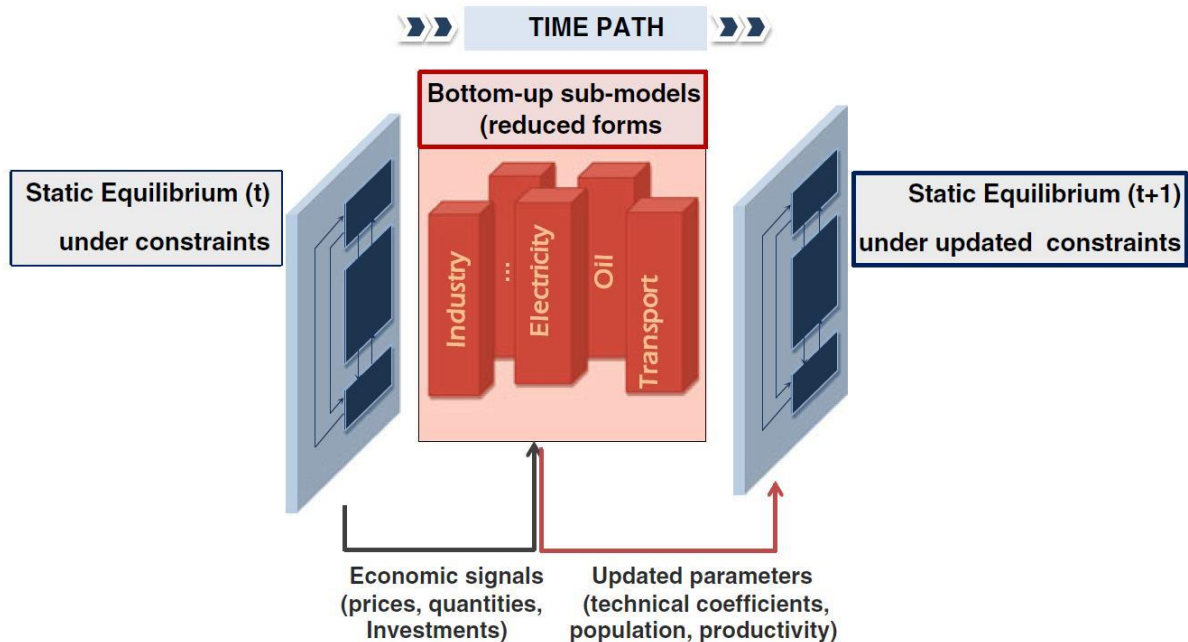 TIME PATH
Bottom-up sub-models
(reduced forms
Static Equilibrium (t)
under constraints
Static Equilibrium (t+1)
under updated constraints
Industry
...
Electricity
Oil
Transport
Economic signals
(prices, quantities,
Investments)
Updated parameters
(technical coefficients,
population, productivity)